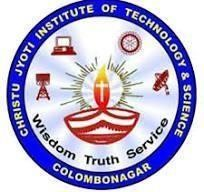 CHRISTU JYOTI INSTITUTE OF TECHNOLOGY & SCIENCE
Wisdom Truth Service
COLOMBONAGAR